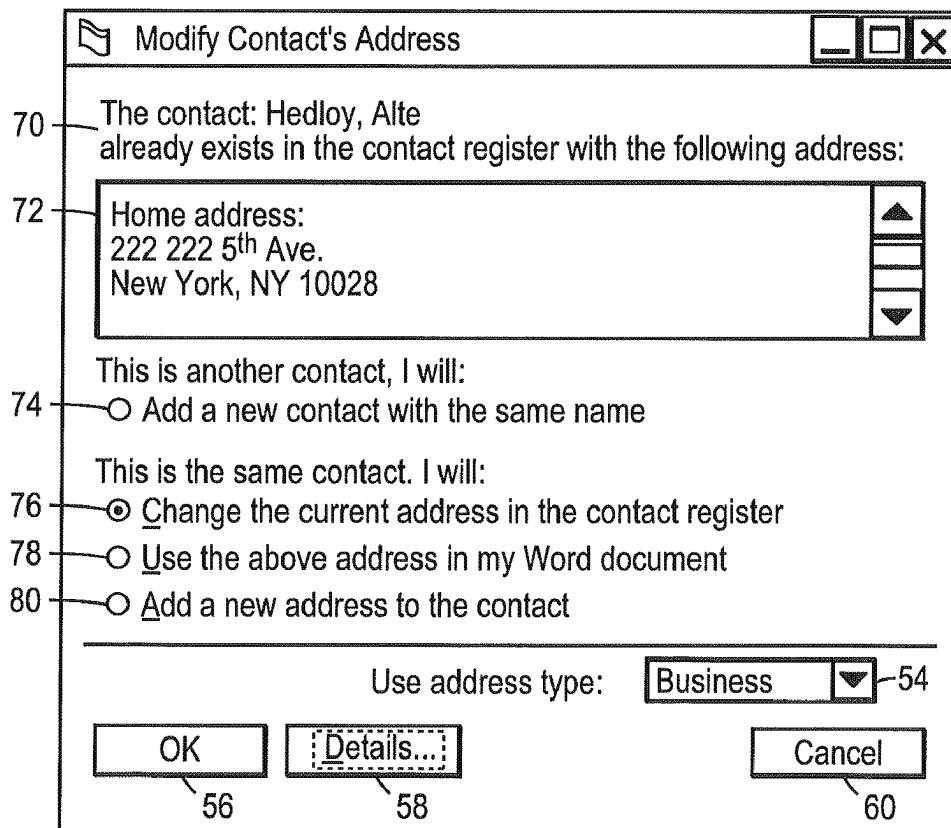 Modify Contact's Address
70
The contact: Hedloy, Alte
already exists in the contact register with the following address:
72
Home address:
222 222 5th Ave.
New York, NY 10028
This is another contact, I will:
74
Add a new contact with the same name
This is the same contact. I will:
76
Change the current address in the contact register
78
Use the above address in my Word document
80
Add a new address to the contact
Use address type: Business 54
OK Details... Cancel
56 58 60